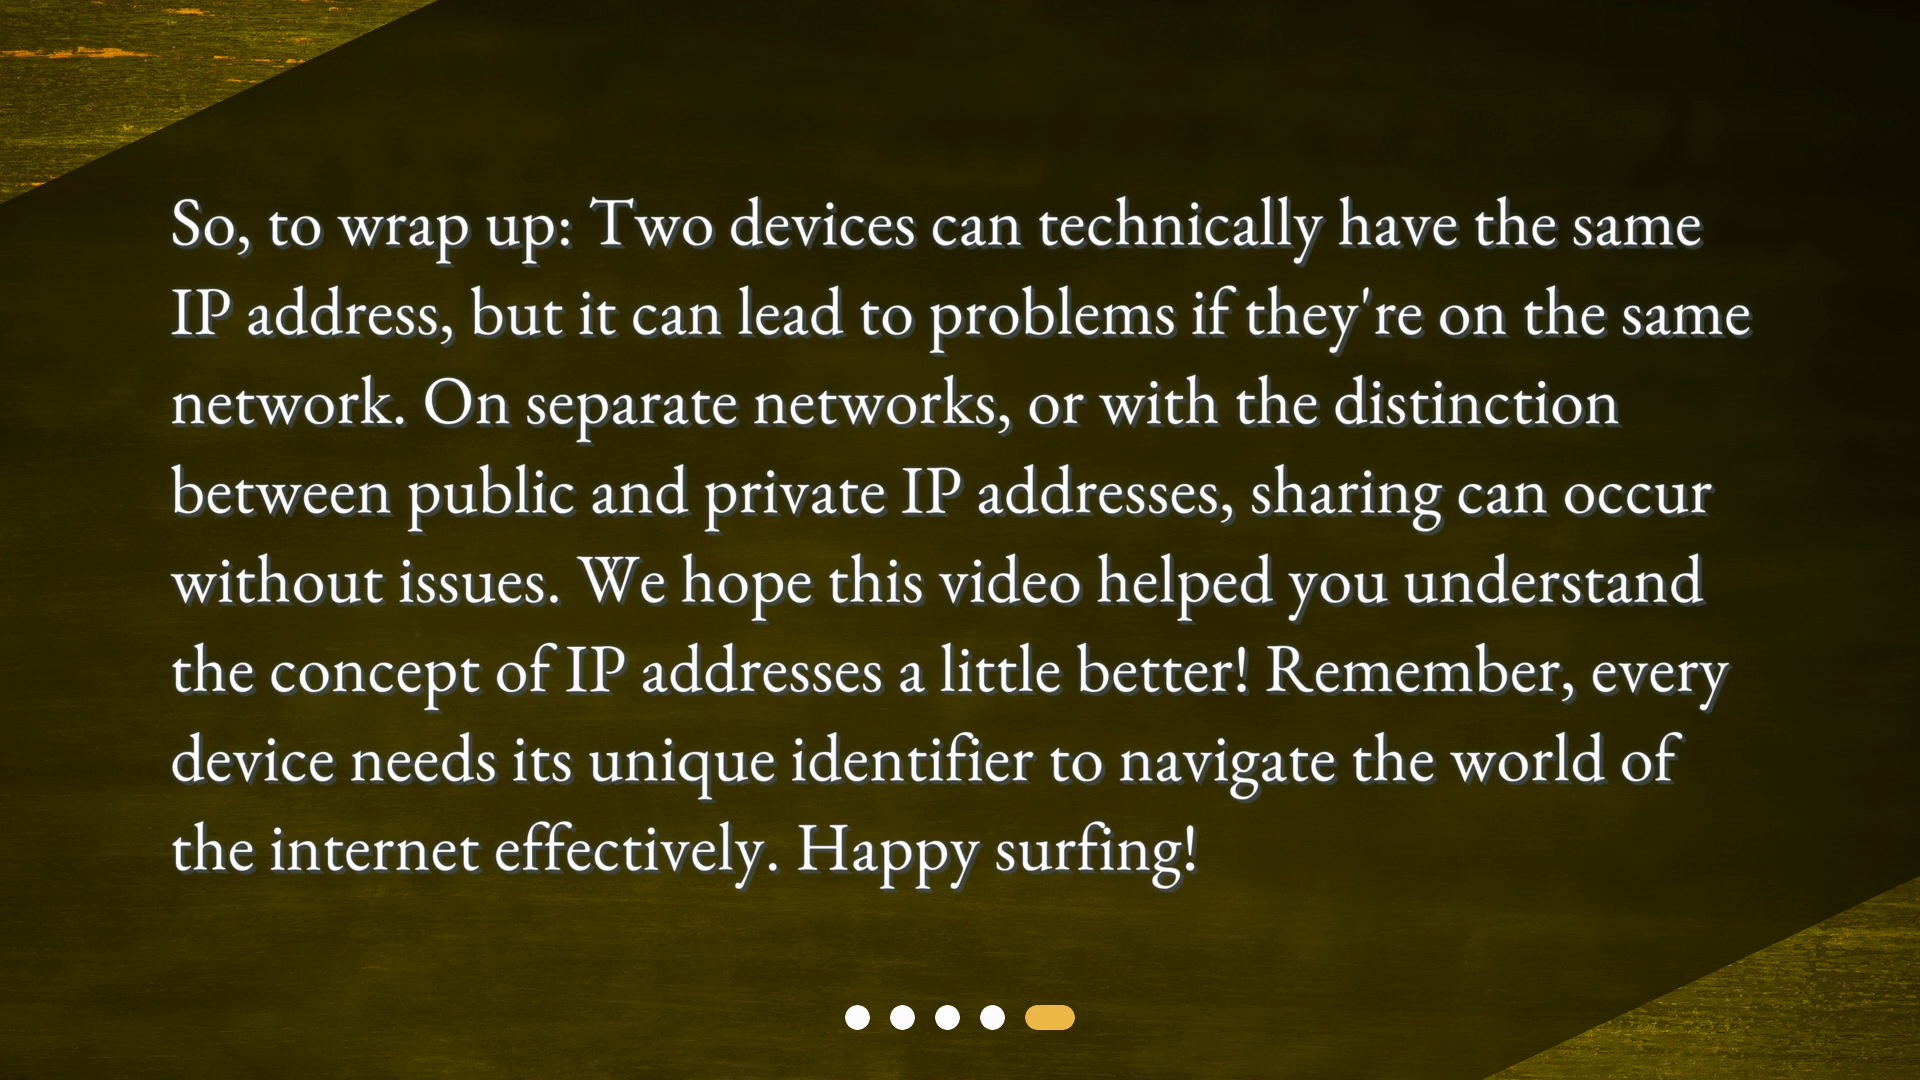 So, to wrap up: Two devices can technically have the same
IP address, but it can lead to problems if they're on the same
network. On separate networks, or with the distinction
between public and private IP addresses, sharing can occur
without issues. We hope this video helped you understand
the concept of IP addresses a little better! Remember, every
device needs its unique identifier to navigate the world of
the internet effectively. Happy surfing!